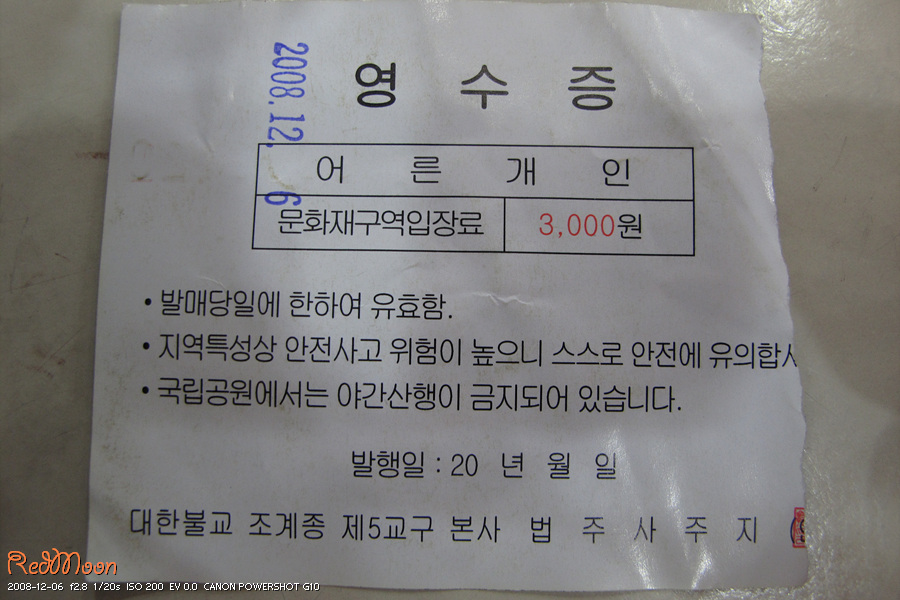 2008.12. 6
영 수 증
어 른 개 인
문화재구역입장료 3,000원
• 발매당일에 한하여 유효함.
• 지역특성상 안전사고 위험이 높으니 스스로 안전에 유의합시
• 국립공원에서는 야간산행이 금지되어 있습니다.
발행일 : 20 년 월 일
대한불교 조계종 제5교구 본사 법 주 사 주 지
RedMoon
2008-12-06 f2.8 1/20s ISO 200 EV 0.0 CANON POWERSHOT G10